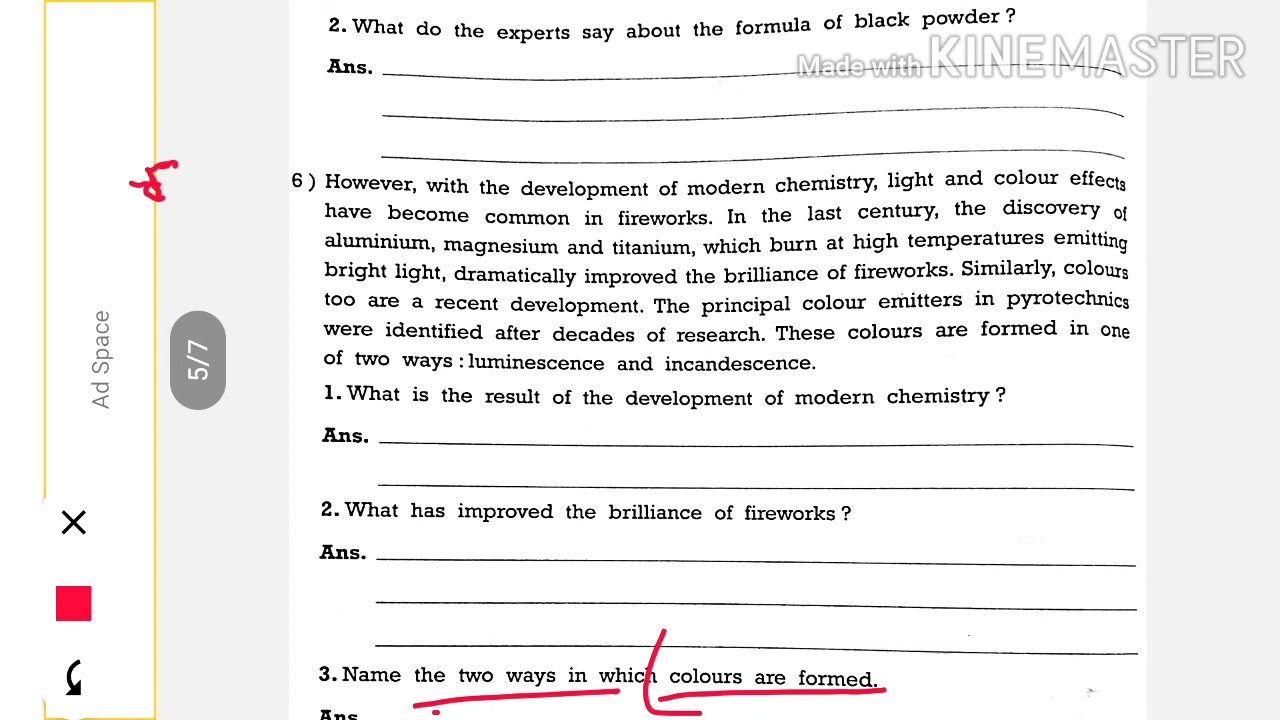 2. What do the experts say about the formula of black powder ?
Made with KINEMASTER
Ans.
6 ) However, with the development of modern chemistry, light and colour effects
have become common in fireworks. In the last century, the discovery of
aluminium, magnesium and titanium, which burn at high temperatures emitting
bright light, dramatically improved the brilliance of fireworks. Similarly, colours
too are a recent development. The principal colour emitters in pyrotechnics
were identified after decades of research. These colours are formed in one
of two ways : luminescence and incandescence.
1. What is the result of the development of modern chemistry ?
Ans.
2. What has improved the brilliance of fireworks ?
Ans.
3. Name the two ways in which colours are formed.
Ans
Ad Space
5/7